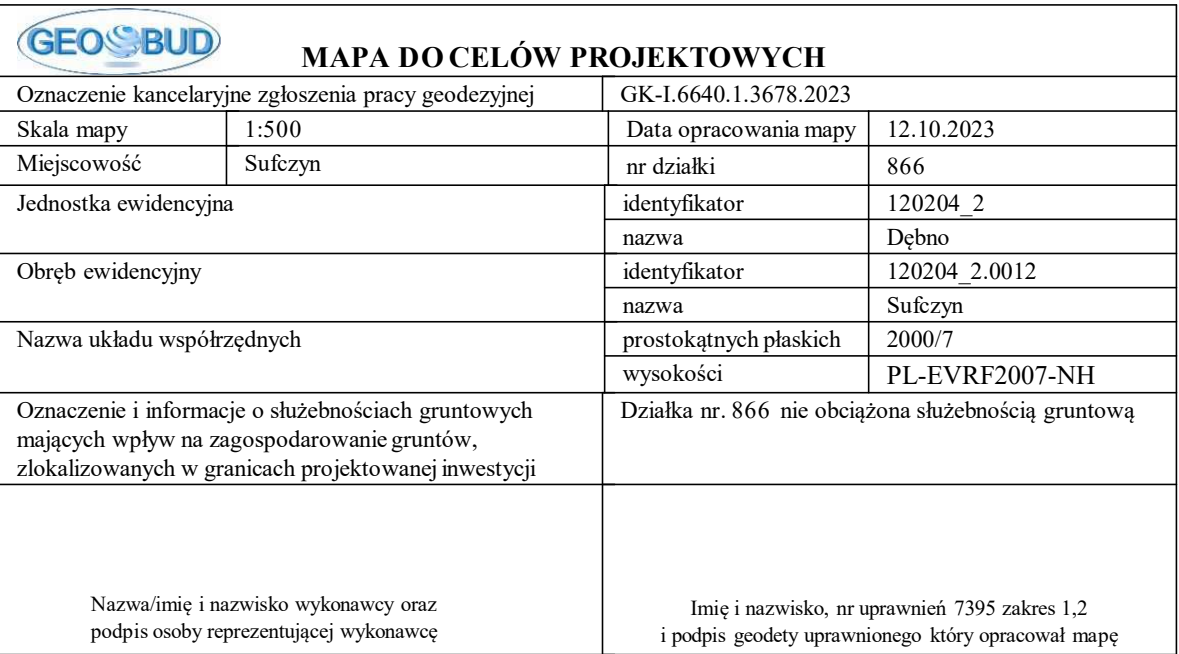 GEOBUD
MAPA DO CELÓW PROJEKTOWYCH
Oznaczenie kancelaryjne zgłoszenia pracy geodezyjnej GK-I.6640.1.3678.2023
Skala mapy 1:500 Data opracowania mapy 12.10.2023
Miejscowość Sufczyn nr działki 866
Jednostka ewidencyjna identyfikator 120204_2
nazwa Dębno
Obręb ewidencyjny identyfikator 120204_2.0012
nazwa Sufczyn
Nazwa układu współrzędnych prostokątnych płaskich 2000/7
wysokości PL-EVRF2007-NH
Oznaczenie i informacje o służebnościach gruntowych
mających wpływ na zagospodarowanie gruntów,
zlokalizowanych w granicach projektowanej inwestycji
Działka nr. 866 nie obciążona służebnością gruntową
Nazwa/imię i nazwisko wykonawcy oraz
podpis osoby reprezentującej wykonawcę
Imię i nazwisko, nr uprawnień 7395 zakres 1,2
i podpis geodety uprawnionego który opracował mapę